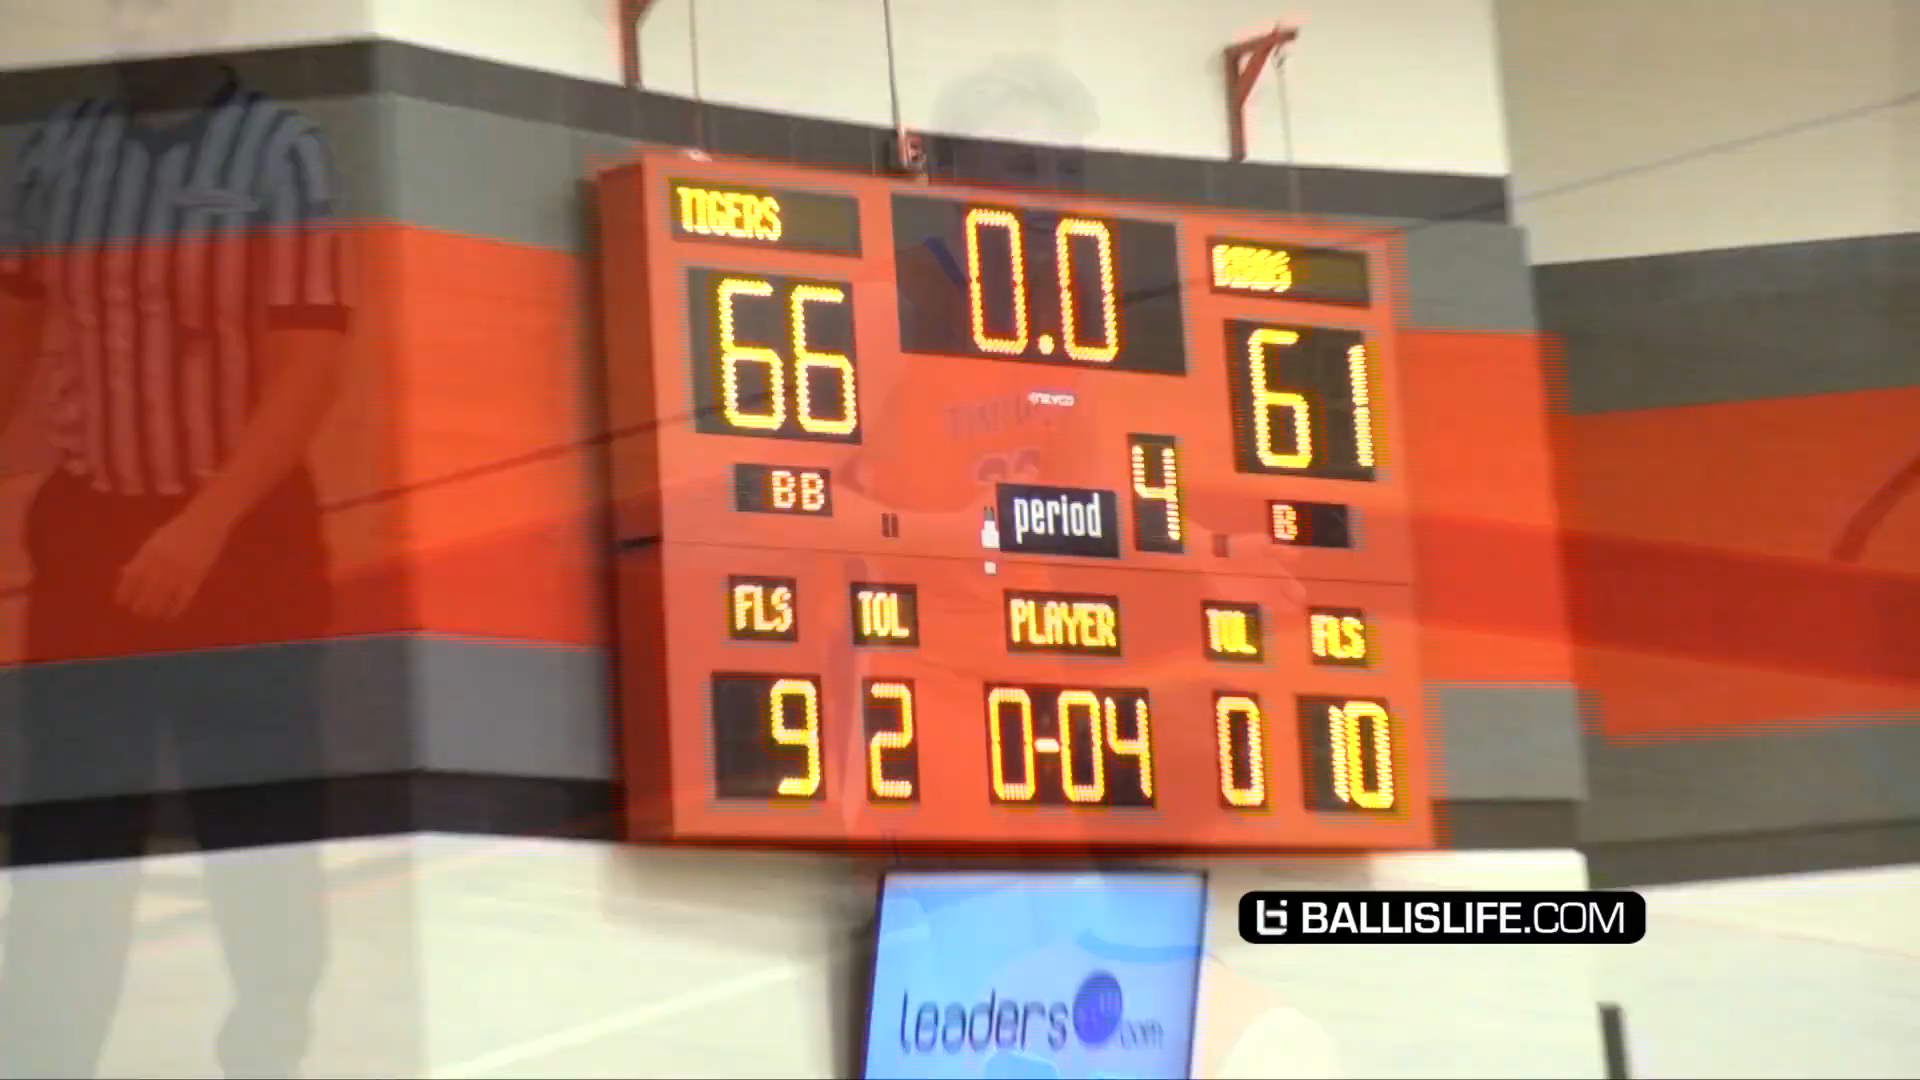 TIGERS
0.0
66
61
BB
period
4
B
FLS
TOL
PLAYER
TOL
FLS
9
2
0-04
0
10
BALLISLIFE.COM
leaders
.com